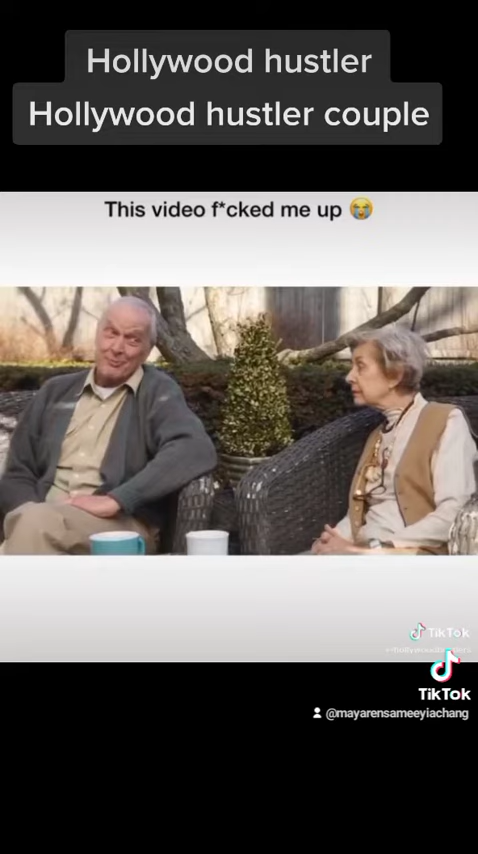 Hollywood hustler
Hollywood hustler couple
This video f*cked me up 😭
TikTok
TikTok
@mayarensameeyiachang